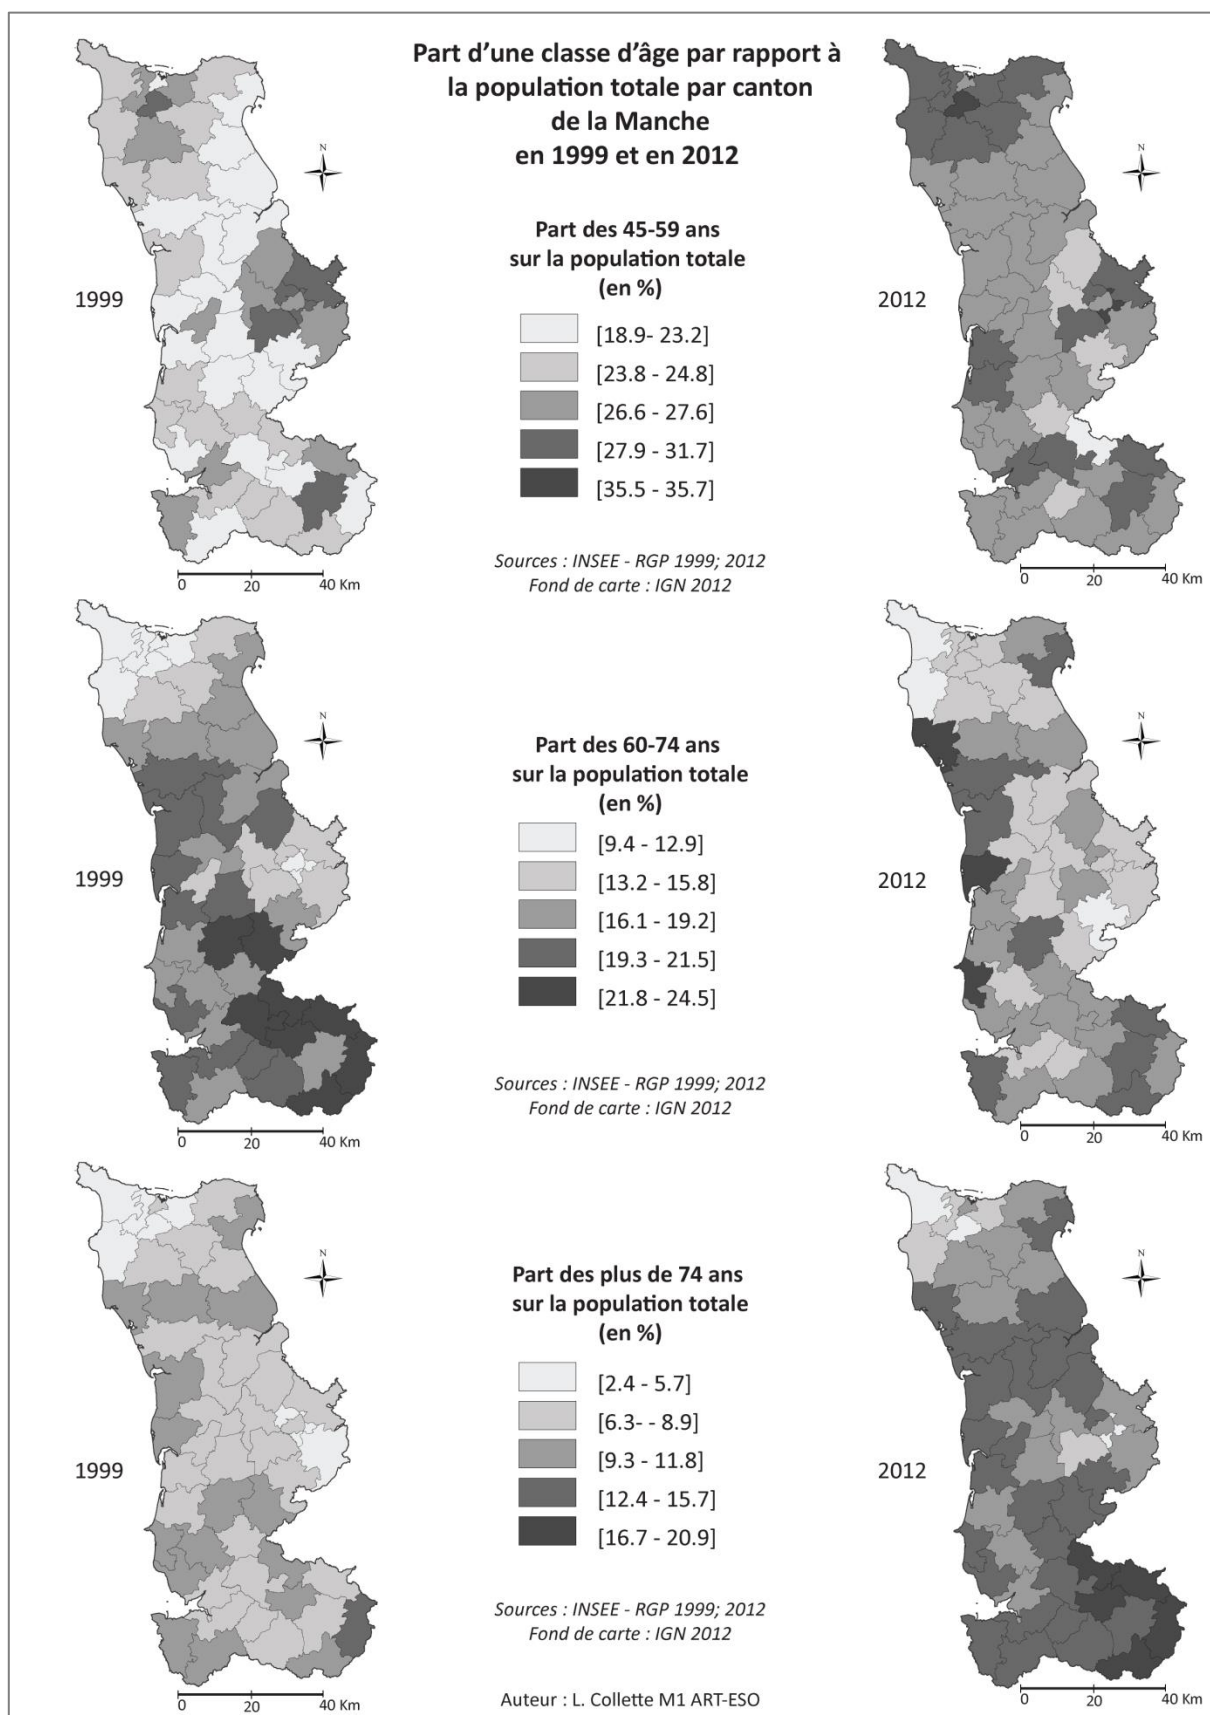 Part d’une classe d’âge par rapport à
la population totale par canton
de la Manche
en 1999 et en 2012
N
N
Part des 45-59 ans
sur la population totale
(en %)
1999
2012
[18.9- 23.2]
[23.8 - 24.8]
[26.6 - 27.6]
[27.9 - 31.7]
[35.5 - 35.7]
Sources : INSEE - RGP 1999; 2012
Fond de carte : IGN 2012
0 20 40 Km
0 20 40 Km
N
N
Part des 60-74 ans
sur la population totale
(en %)
1999
2012
[9.4 - 12.9]
[13.2 - 15.8]
[16.1 - 19.2]
[19.3 - 21.5]
[21.8 - 24.5]
Sources : INSEE - RGP 1999; 2012
Fond de carte : IGN 2012
0 20 40 Km
0 20 40 Km
N
N
Part des plus de 74 ans
sur la population totale
(en %)
1999
2012
[2.4 - 5.7]
[6.3- - 8.9]
[9.3 - 11.8]
[12.4 - 15.7]
[16.7 - 20.9]
Sources : INSEE - RGP 1999; 2012
Fond de carte : IGN 2012
0 20 40 Km
0 20 40 Km
Auteur : L. Collette M1 ART-ESO